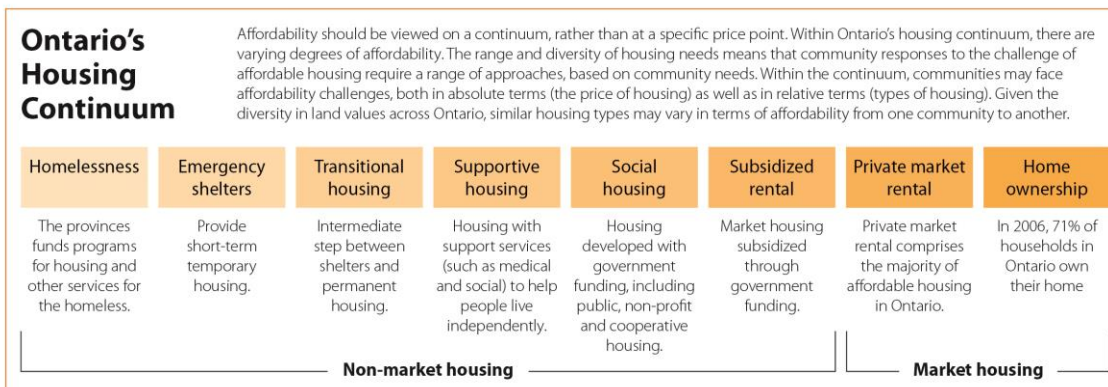 Ontario's
Housing
Continuum
Affordability should be viewed on a continuum, rather than at a specific price point. Within Ontario's housing continuum, there are
varying degrees of affordability. The range and diversity of housing needs means that community responses to the challenge of
affordable housing require a range of approaches, based on community needs. Within the continuum, communities may face
affordability challenges, both in absolute terms (the price of housing) as well as in relative terms (types of housing). Given the
diversity in land values across Ontario, similar housing types may vary in terms of affordability from one community to another.
Homelessness
The provinces
funds programs
for housing and
other services for
the homeless.
Emergency
shelters
Provide
short-term
temporary
housing.
Transitional
housing
Intermediate
step between
shelters and
permanent
housing.
Supportive
housing
Housing with
support services
(such as medical
and social) to help
people live
independently.
Social
housing
Housing
developed with
government
funding, including
public, non-profit
and cooperative
housing.
Subsidized
rental
Market housing
subsidized
through
government
funding.
Private market
rental
Private market
rental comprises
the majority of
affordable housing
in Ontario.
Home
ownership
In 2006, 71% of
households in
Ontario own
their home
Non-market housing
Market housing